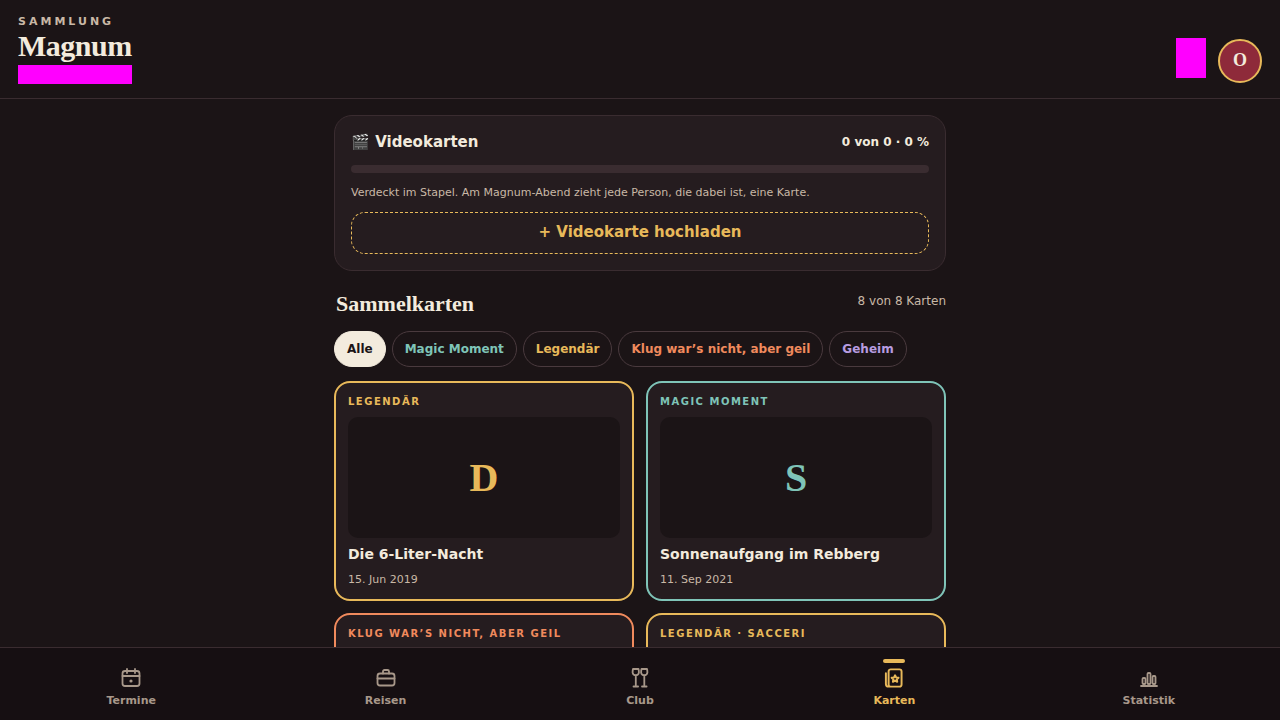 SAMMLUNG
Magnum
O
🎬 Videokarten
0 von 0 · 0 %
Verdeckt im Stapel. Am Magnum-Abend zieht jede Person, die dabei ist, eine Karte.
+ Videokarte hochladen
Sammelkarten
8 von 8 Karten
Alle
Magic Moment
Legendär
Klug war’s nicht, aber geil
Geheim
LEGENDÄR
D
Die 6-Liter-Nacht
15. Jun 2019
MAGIC MOMENT
S
Sonnenaufgang im Rebberg
11. Sep 2021
KLUG WAR’S NICHT, ABER GEIL
LEGENDÄR · SACCERI
Termine
Reisen
Club
Karten
Statistik